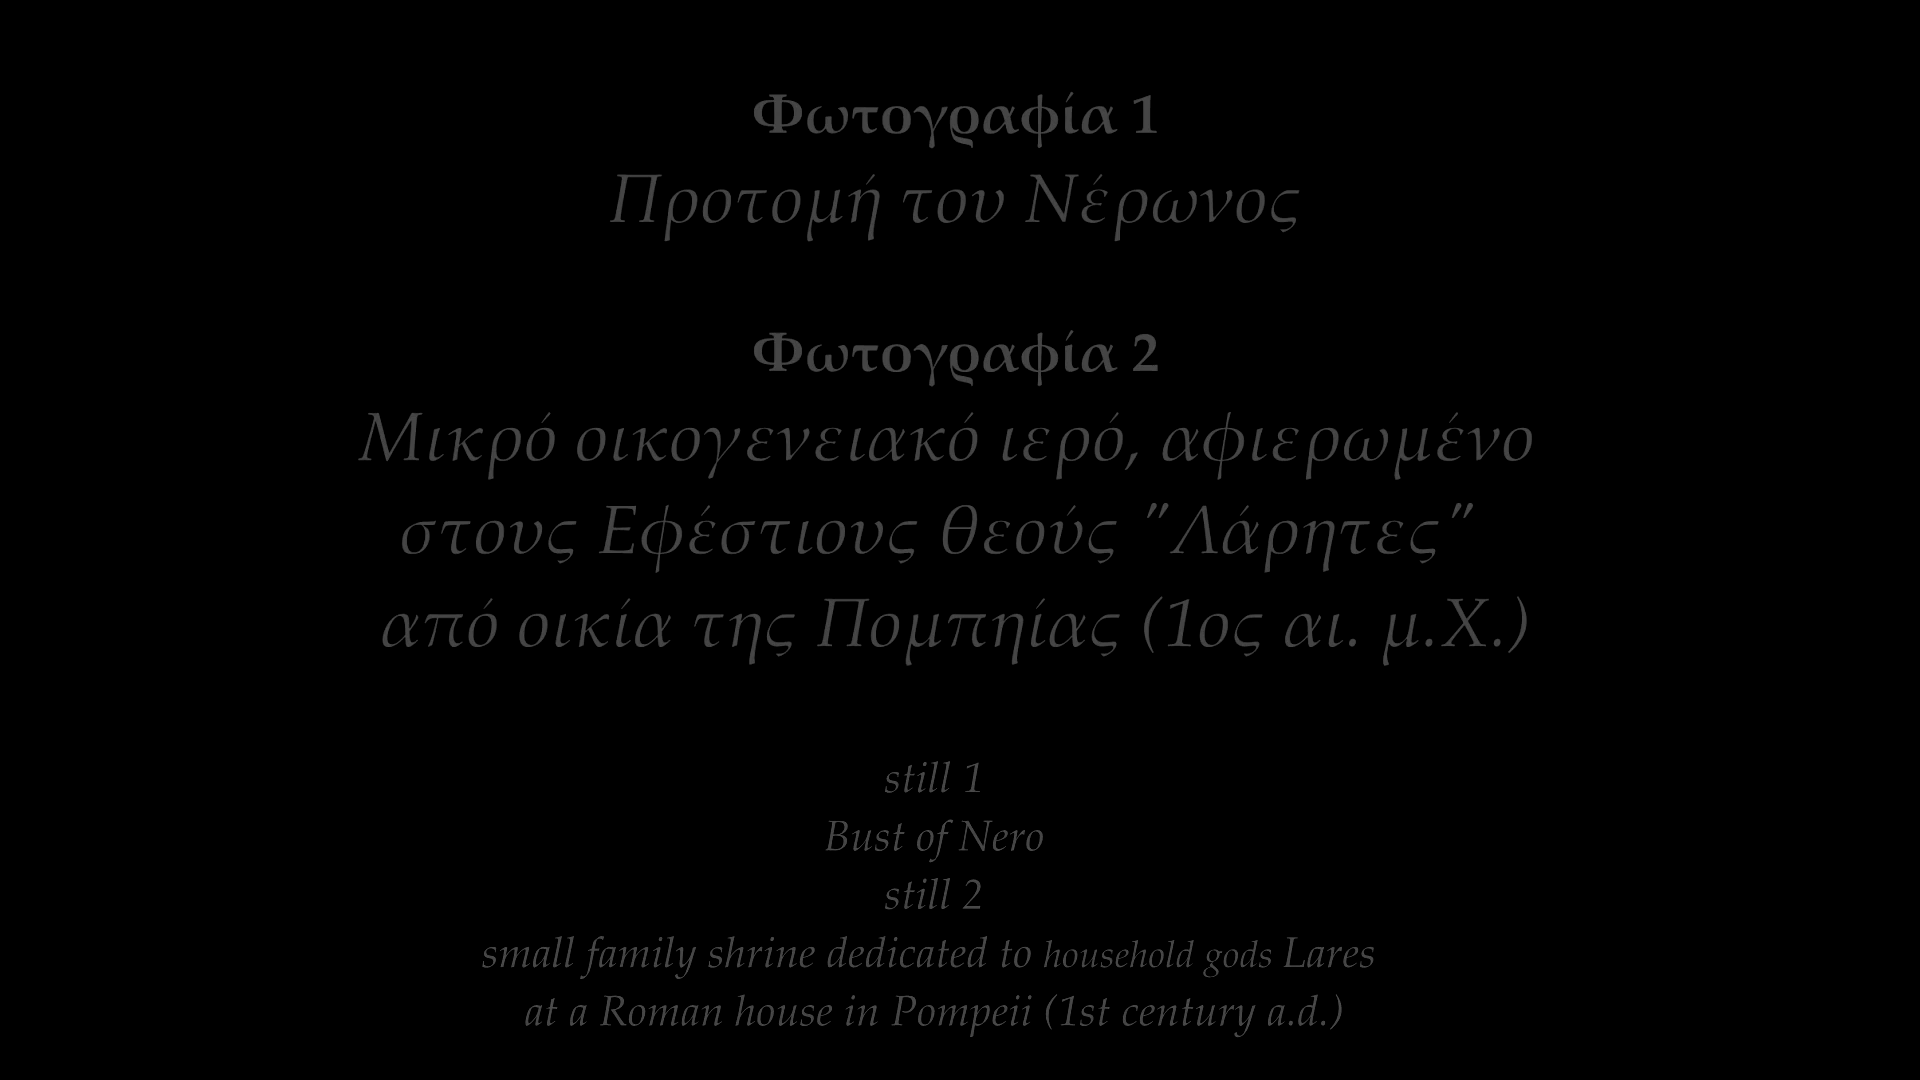 Φωτογραφία 1
Προτομή του Νέρωνος
Φωτογραφία 2
Μικρό οικογενειακό ιερό, αφιερωμένο
στους Εφέστιους θεούς "Λάρητες"
από οικία της Πομπηίας (1ος αι. μ.Χ.)
still 1
Bust of Nero
still 2
small family shrine dedicated to household gods Lares
at a Roman house in Pompeii (1st century a.d.)